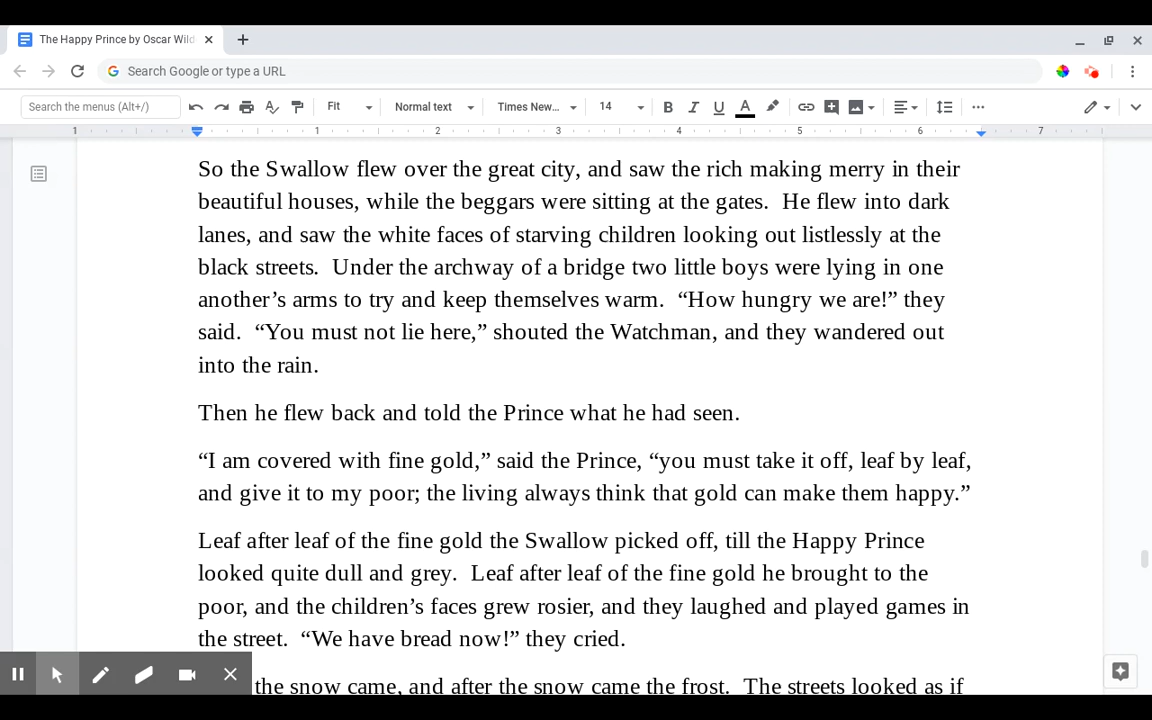 The Happy Prince by Oscar Wild
Search Google or type a URL
Search the menus (Alt+/)
Fit
Normal text
Times New...
14
B I U A
1 1 2 3 4 5 6 7
So the Swallow flew over the great city, and saw the rich making merry in their
beautiful houses, while the beggars were sitting at the gates.  He flew into dark
lanes, and saw the white faces of starving children looking out listlessly at the
black streets.  Under the archway of a bridge two little boys were lying in one
another’s arms to try and keep themselves warm.  “How hungry we are!” they
said.  “You must not lie here,” shouted the Watchman, and they wandered out
into the rain.
Then he flew back and told the Prince what he had seen.
“I am covered with fine gold,” said the Prince, “you must take it off, leaf by leaf,
and give it to my poor; the living always think that gold can make them happy.”
Leaf after leaf of the fine gold the Swallow picked off, till the Happy Prince
looked quite dull and grey.  Leaf after leaf of the fine gold he brought to the
poor, and the children’s faces grew rosier, and they laughed and played games in
the street.  “We have bread now!” they cried.
the snow came, and after the snow came the frost.  The streets looked as if